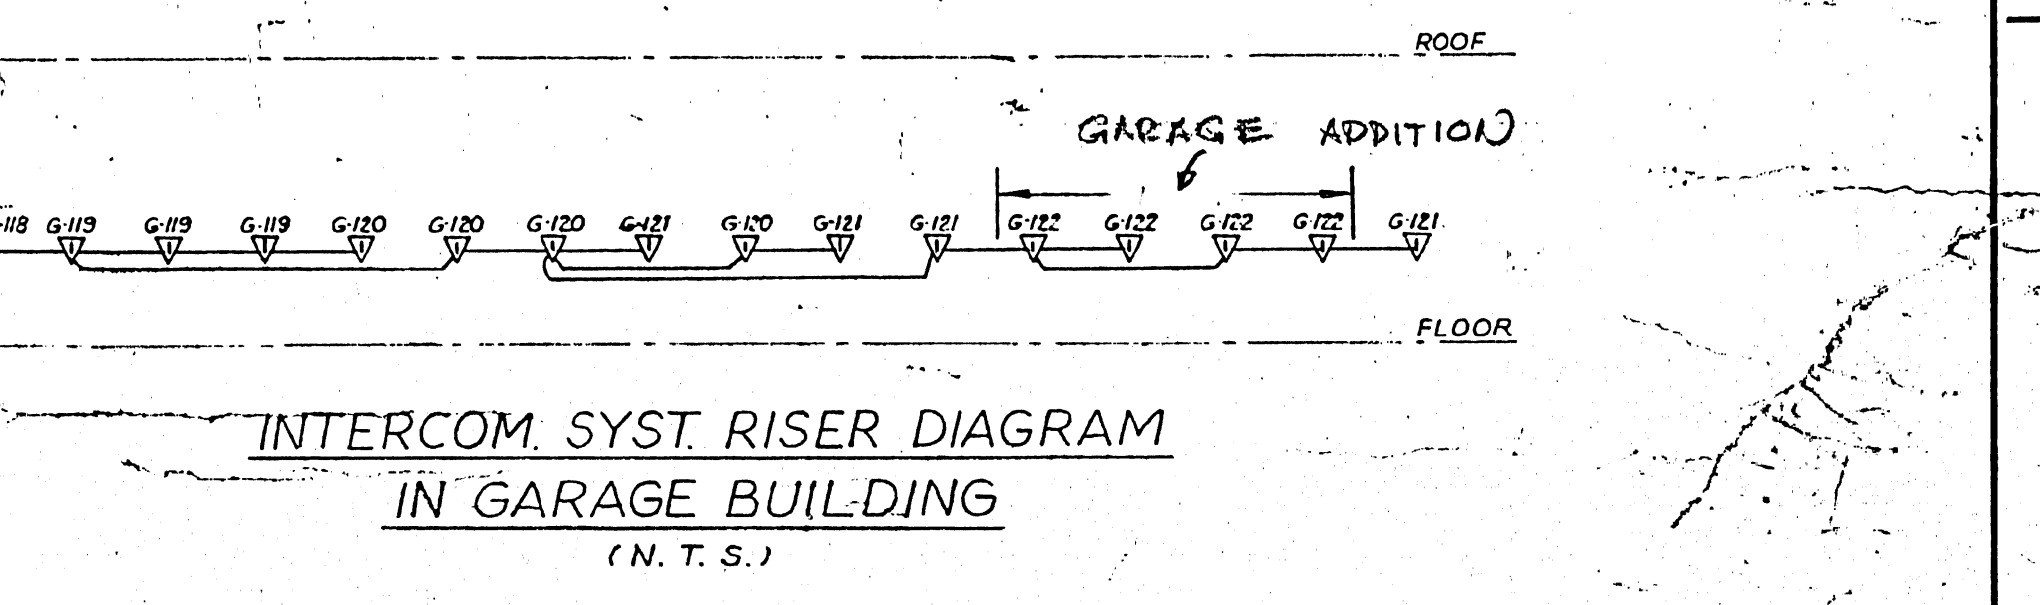 ROOF
GARAGE ADDITION
-118 G-119 G-119 G-119 G-120 G-120 G-120 G-121 G-120 G-121 G-121 G-122 G-122 G-122 G-122 G-121
I I I I I I I I I I I I I I I
FLOOR
INTERCOM. SYST. RISER DIAGRAM
IN GARAGE BUILDING
(N. T. S.)